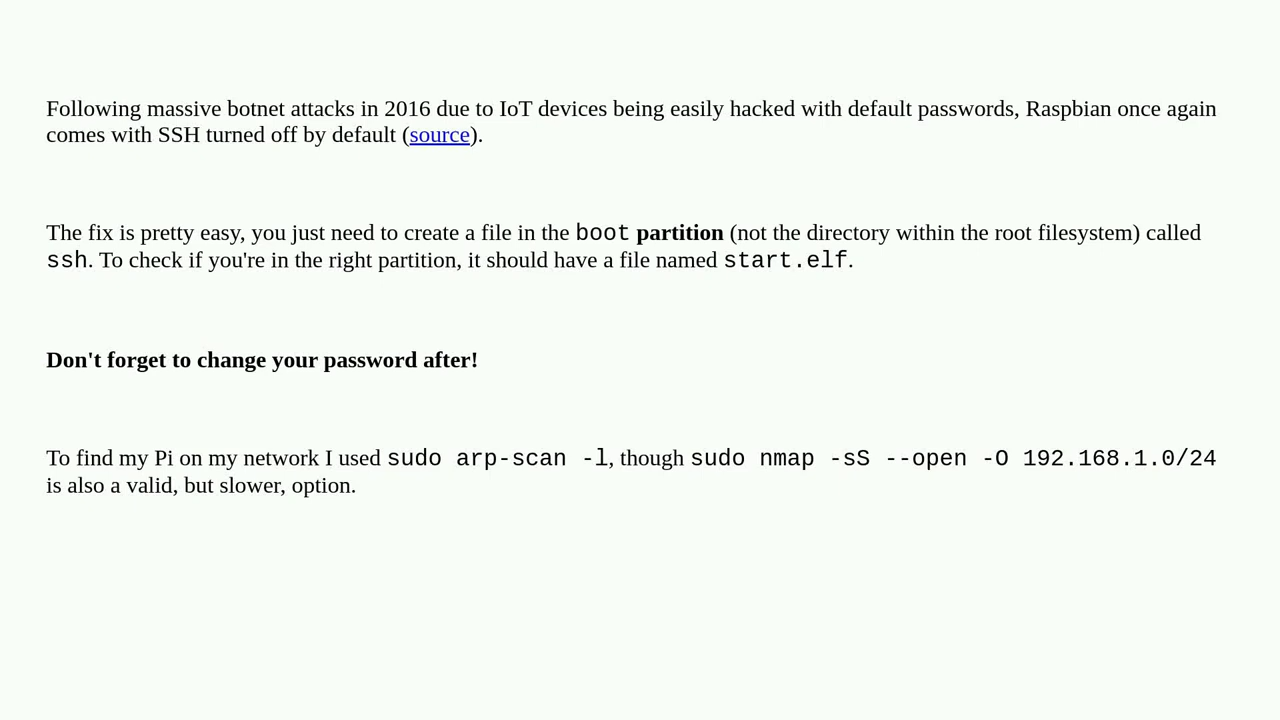 Following massive botnet attacks in 2016 due to IoT devices being easily hacked with default passwords, Raspbian once again
comes with SSH turned off by default (source).
The fix is pretty easy, you just need to create a file in the boot partition (not the directory within the root filesystem) called
ssh. To check if you're in the right partition, it should have a file named start.elf.
Don't forget to change your password after!
To find my Pi on my network I used sudo arp-scan -l, though sudo nmap -sS --open -O 192.168.1.0/24
is also a valid, but slower, option.